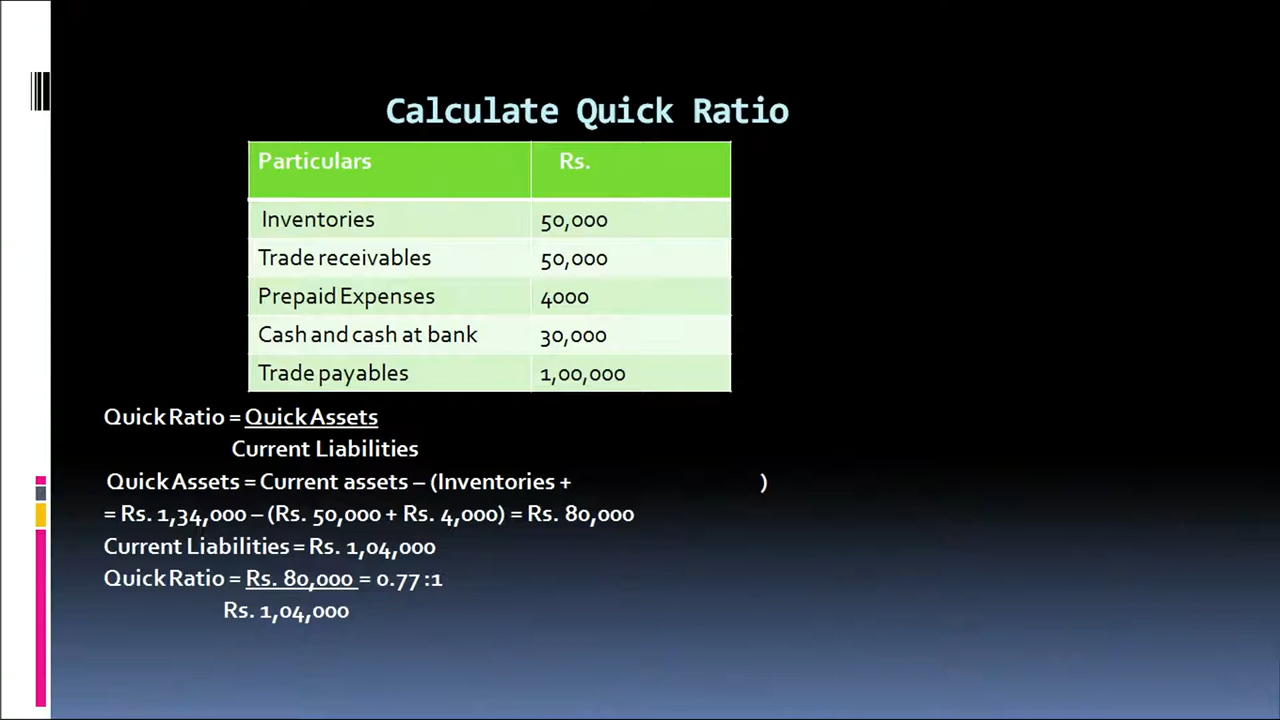 Calculate Quick Ratio
Particulars Rs.
Inventories 50,000
Trade receivables 50,000
Prepaid Expenses 4000
Cash and cash at bank 30,000
Trade payables 1,00,000
Quick Ratio = Quick Assets
Current Liabilities
Quick Assets = Current assets – (Inventories + )
= Rs. 1,34,000 – (Rs. 50,000 + Rs. 4,000) = Rs. 80,000
Current Liabilities = Rs. 1,04,000
Quick Ratio = Rs. 80,000 = 0.77 :1
Rs. 1,04,000